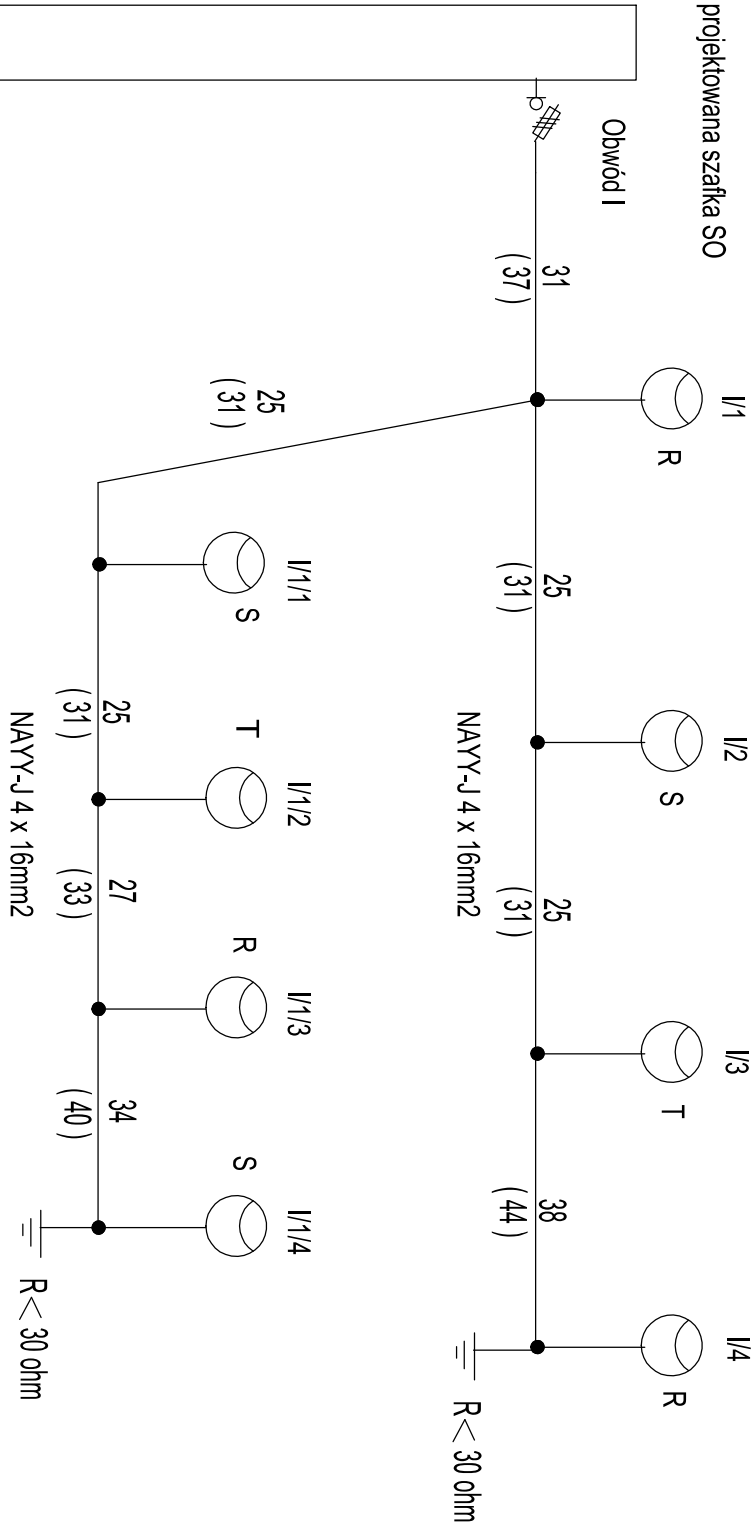 projektowana szafka SO
Obwód I
I/1
R
I/2
S
I/3
T
I/4
R
31
(37)
25
(31)
25
(31)
38
(44)
NAYY-J 4 x 16mm2
R< 30 ohm
25
(31)
I/1/1
S
I/1/2
T
I/1/3
R
I/1/4
S
25
(31)
27
(33)
34
(40)
NAYY-J 4 x 16mm2
R< 30 ohm